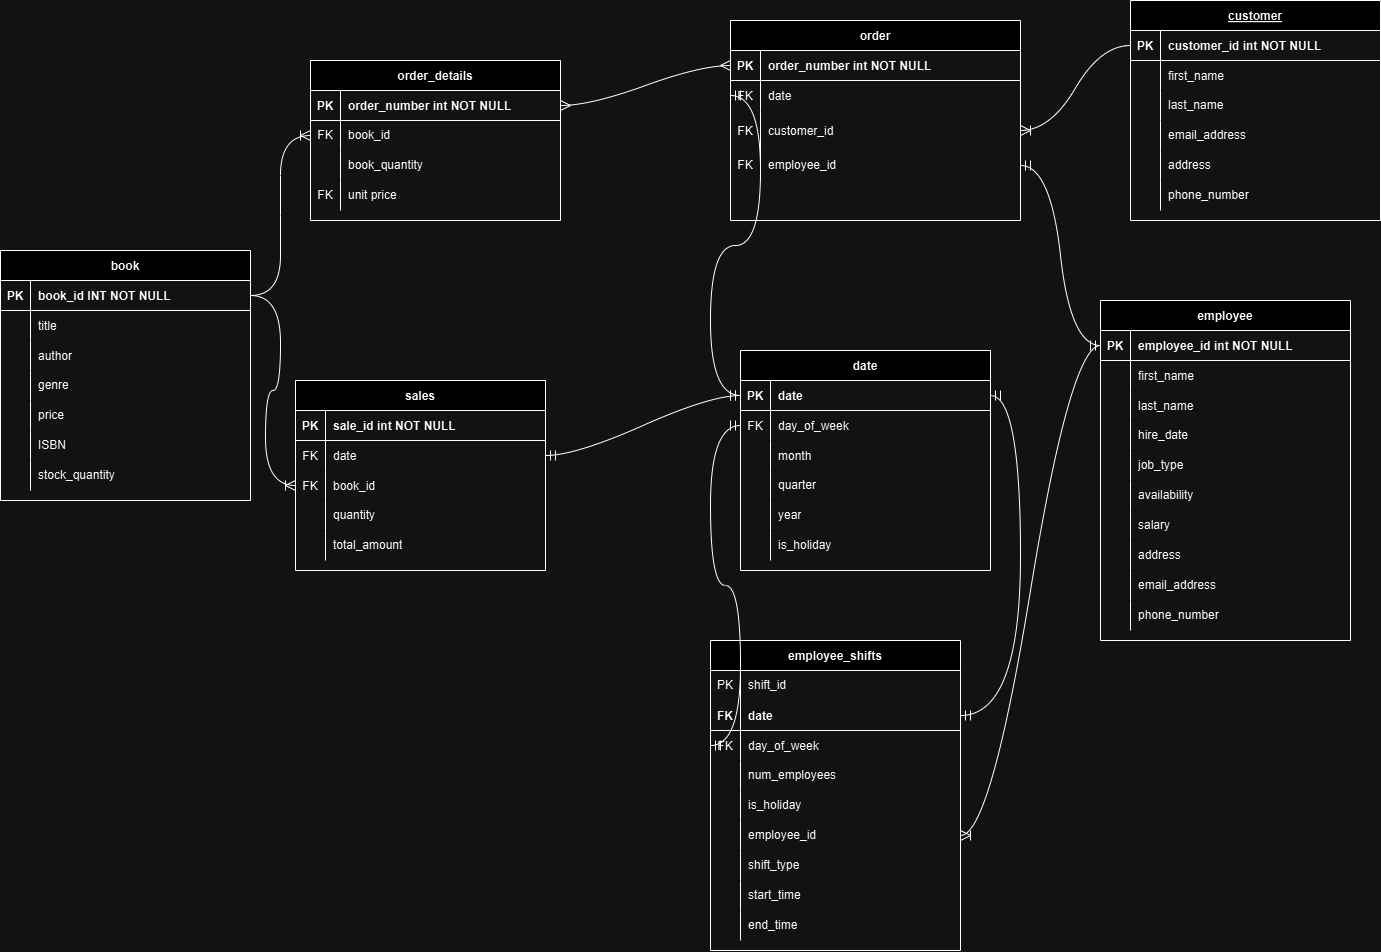 customer
PK customer_id int NOT NULL
first_name
last_name
email_address
address
phone_number
order
PK order_number int NOT NULL
FK date
FK customer_id
FK employee_id
order_details
PK order_number int NOT NULL
FK book_id
book_quantity
FK unit price
book
PK book_id INT NOT NULL
title
author
genre
price
ISBN
stock_quantity
sales
PK sale_id int NOT NULL
FK date
FK book_id
quantity
total_amount
date
PK date
FK day_of_week
month
quarter
year
is_holiday
employee
PK employee_id int NOT NULL
first_name
last_name
hire_date
job_type
availability
salary
address
email_address
phone_number
employee_shifts
PK shift_id
FK date
FK day_of_week
num_employees
is_holiday
employee_id
shift_type
start_time
end_time